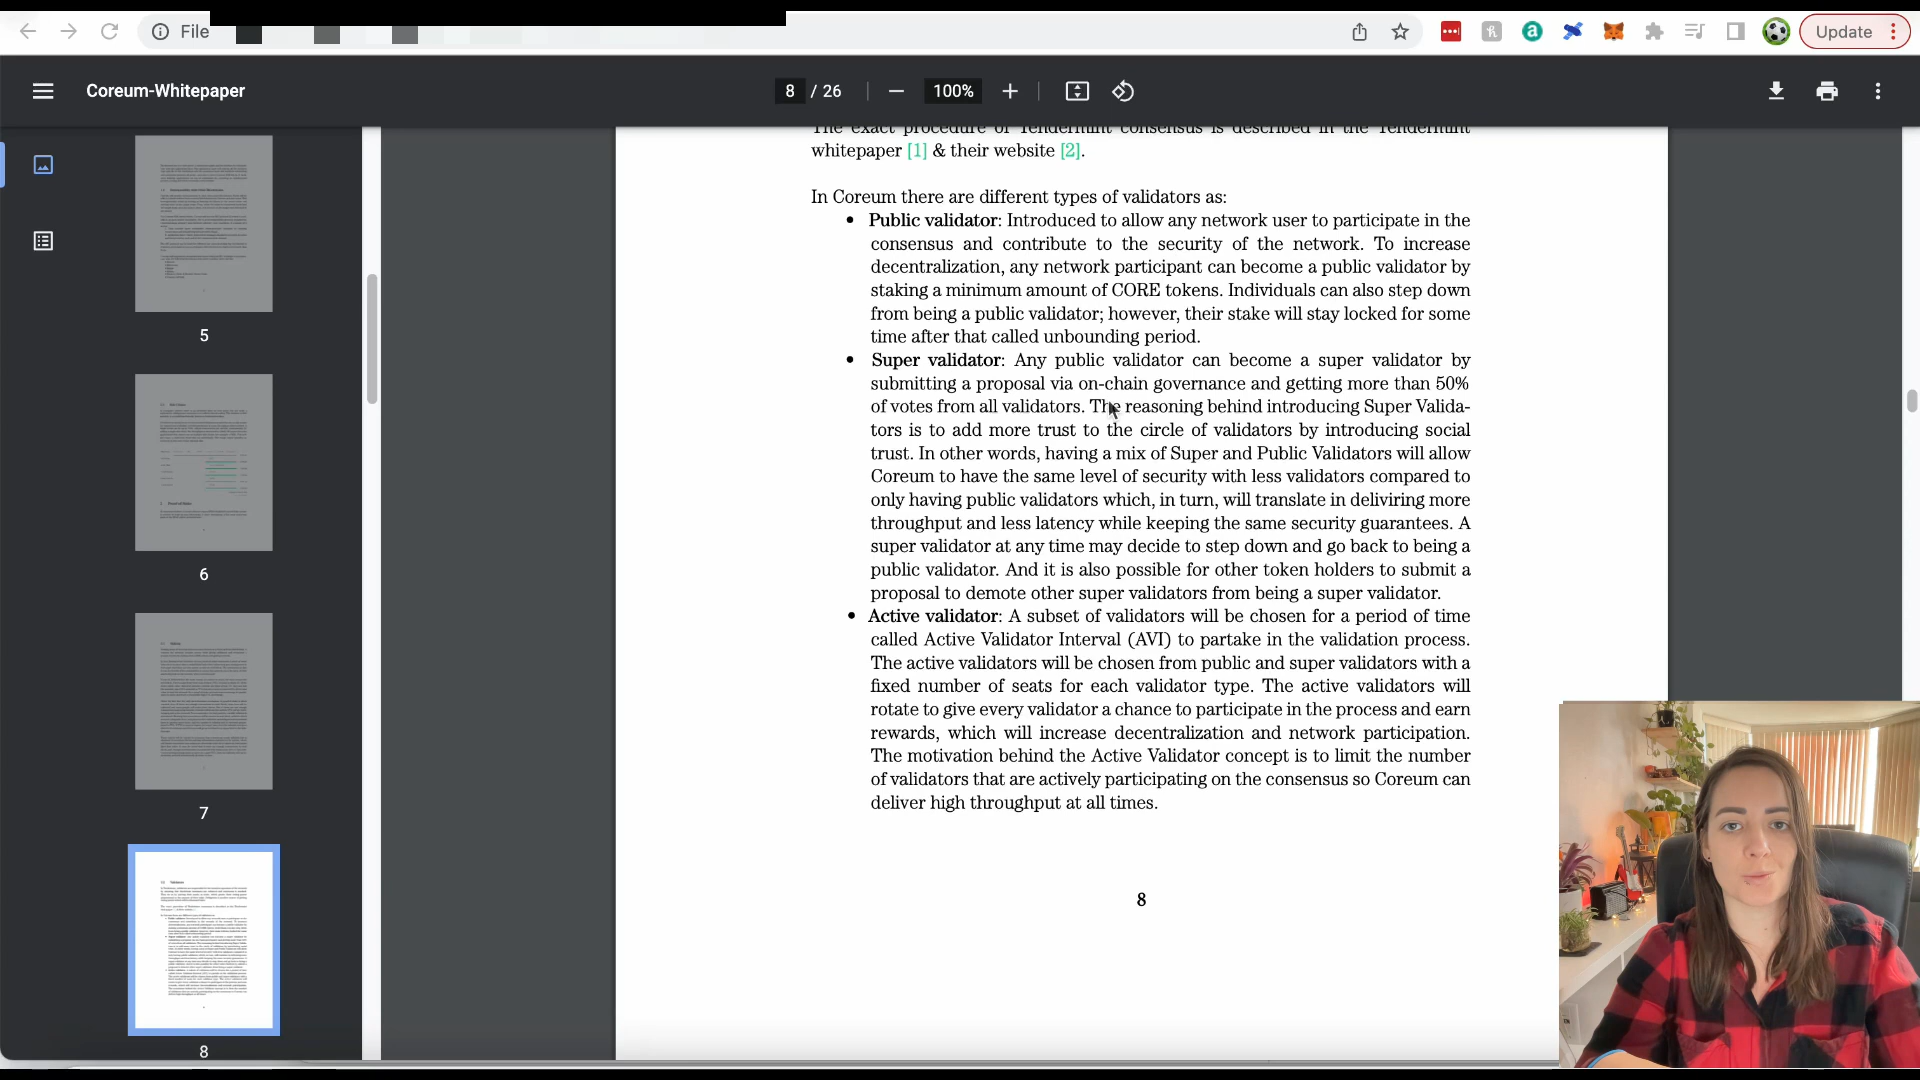 File
Update
Coreum-Whitepaper
8 / 26
100%
5
6
7
8
The exact procedure of Tendermint consensus is described in the Tendermint
whitepaper [1] & their website [2].
In Coreum there are different types of validators as:
• Public validator: Introduced to allow any network user to participate in the
consensus and contribute to the security of the network. To increase
decentralization, any network participant can become a public validator by
staking a minimum amount of CORE tokens. Individuals can also step down
from being a public validator; however, their stake will stay locked for some
time after that called unbounding period.
• Super validator: Any public validator can become a super validator by
submitting a proposal via on-chain governance and getting more than 50%
of votes from all validators. The reasoning behind introducing Super Valida-
tors is to add more trust to the circle of validators by introducing social
trust. In other words, having a mix of Super and Public Validators will allow
Coreum to have the same level of security with less validators compared to
only having public validators which, in turn, will translate in deliviring more
throughput and less latency while keeping the same security guarantees. A
super validator at any time may decide to step down and go back to being a
public validator. And it is also possible for other token holders to submit a
proposal to demote other super validators from being a super validator.
• Active validator: A subset of validators will be chosen for a period of time
called Active Validator Interval (AVI) to partake in the validation process.
The active validators will be chosen from public and super validators with a
fixed number of seats for each validator type. The active validators will
rotate to give every validator a chance to participate in the process and earn
rewards, which will increase decentralization and network participation.
The motivation behind the Active Validator concept is to limit the number
of validators that are actively participating on the consensus so Coreum can
deliver high throughput at all times.
8